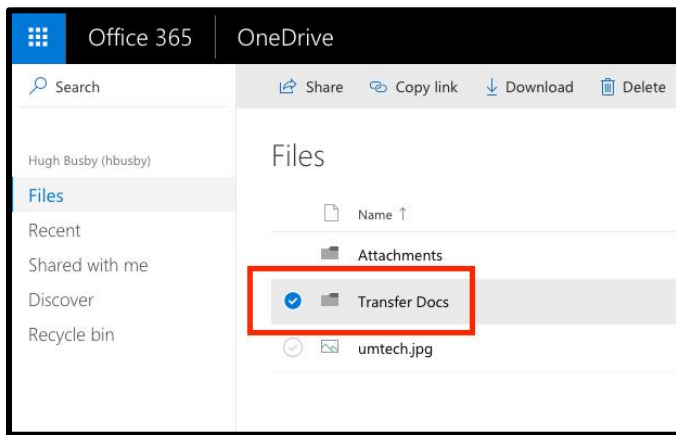 Office 365 OneDrive
Search
Share Copy link Download Delete
Hugh Busby (hbusby)
Files
Recent
Shared with me
Discover
Recycle bin
Files
Name ↑
Attachments
Transfer Docs
umtech.jpg